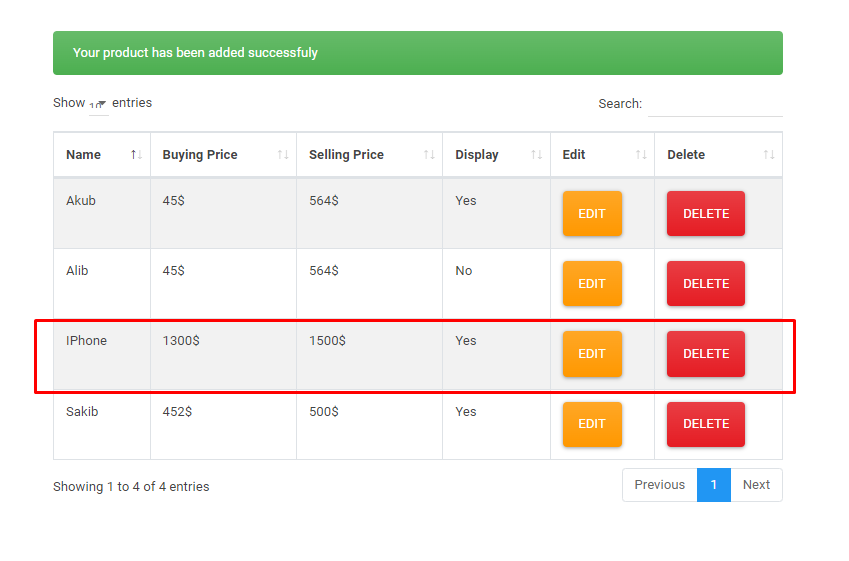 Your product has been added successfuly
Show 10 entries Search:
Name Buying Price Selling Price Display Edit Delete
Akub 45$ 564$ Yes EDIT DELETE
Alib 45$ 564$ No EDIT DELETE
IPhone 1300$ 1500$ Yes EDIT DELETE
Sakib 452$ 500$ Yes EDIT DELETE
Showing 1 to 4 of 4 entries Previous 1 Next